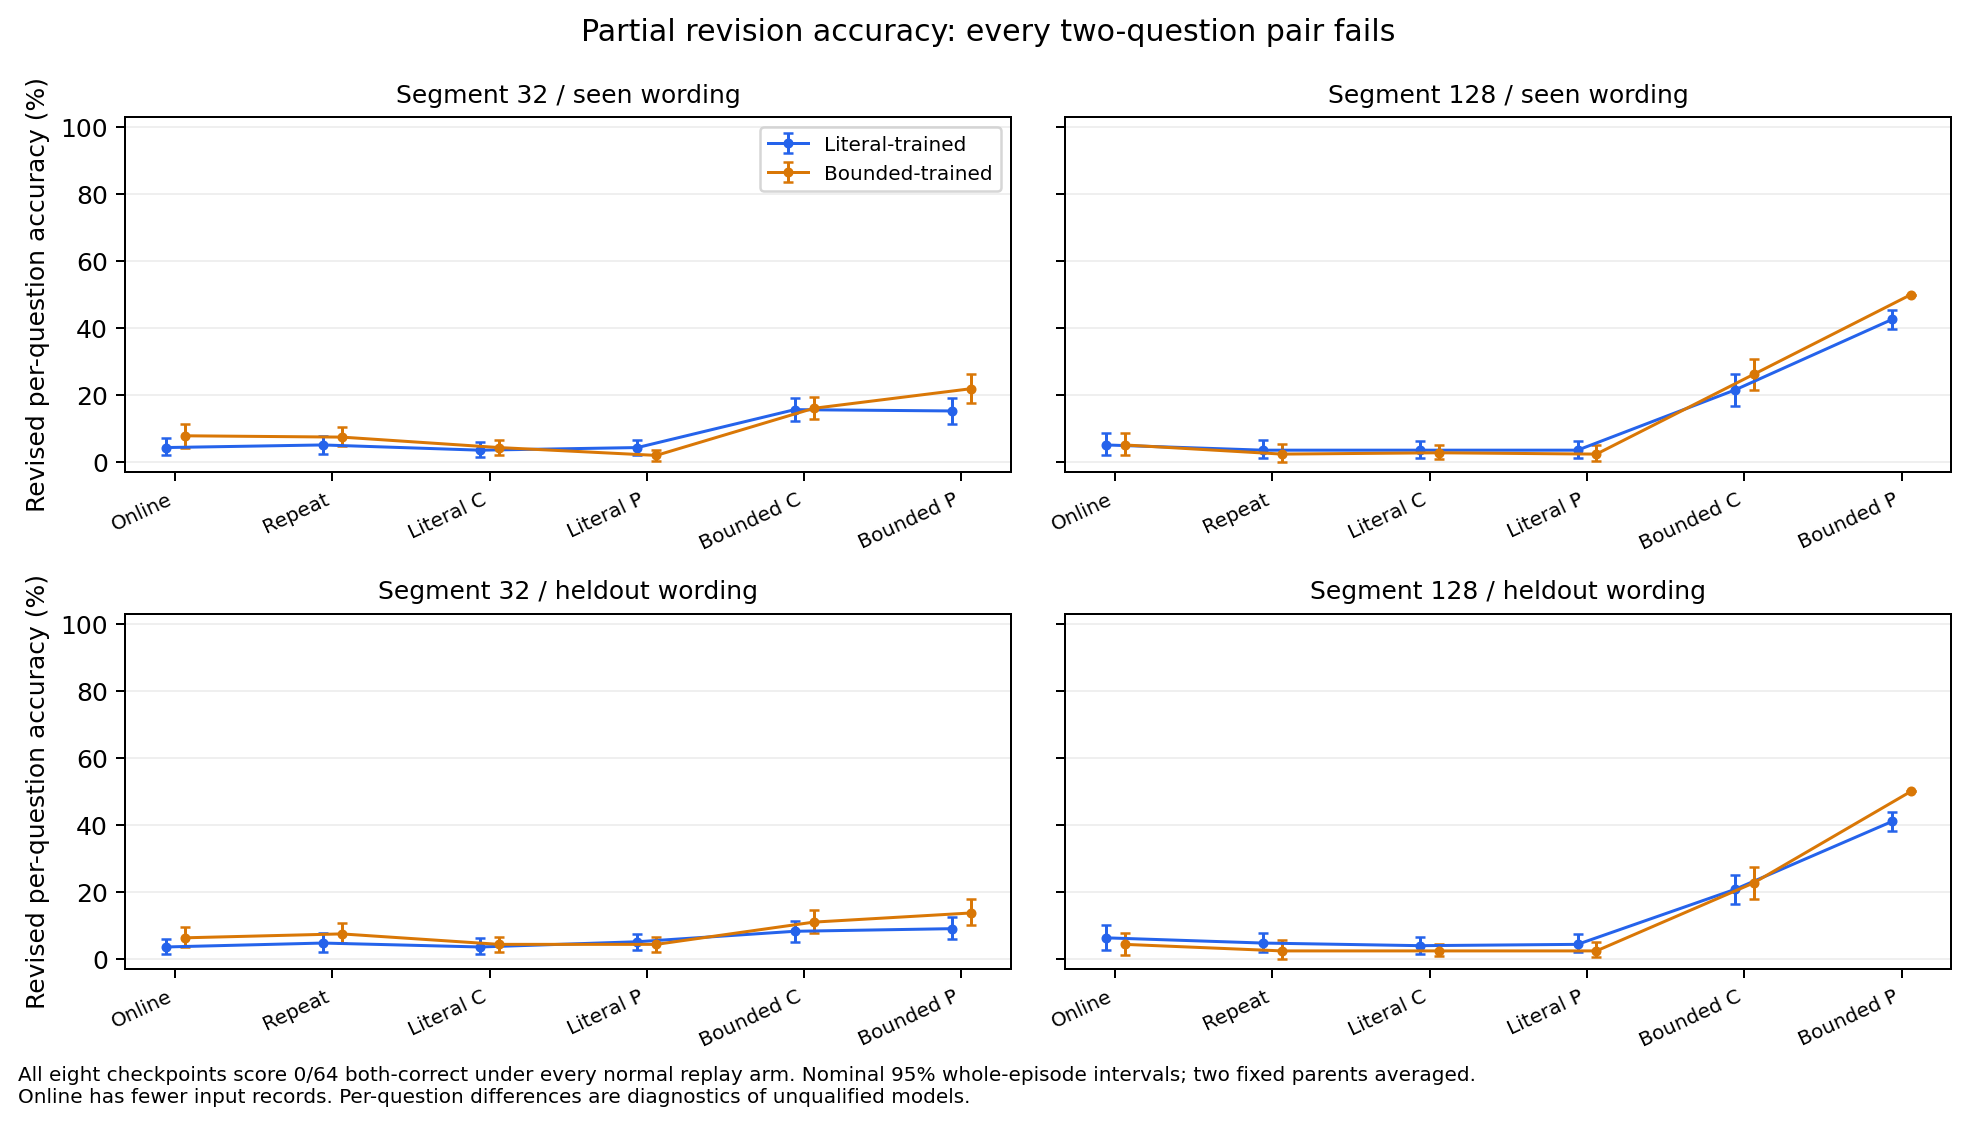 Partial revision accuracy: every two-question pair fails
Segment 32 / seen wording
Revised per-question accuracy (%)
100
80
60
40
20
0
Literal-trained
Bounded-trained
Online
Repeat
Literal C
Literal P
Bounded C
Bounded P
Segment 128 / seen wording
Online
Repeat
Literal C
Literal P
Bounded C
Bounded P
Segment 32 / heldout wording
Revised per-question accuracy (%)
100
80
60
40
20
0
Online
Repeat
Literal C
Literal P
Bounded C
Bounded P
Segment 128 / heldout wording
Online
Repeat
Literal C
Literal P
Bounded C
Bounded P
All eight checkpoints score 0/64 both-correct under every normal replay arm. Nominal 95% whole-episode intervals; two fixed parents averaged.
Online has fewer input records. Per-question differences are diagnostics of unqualified models.